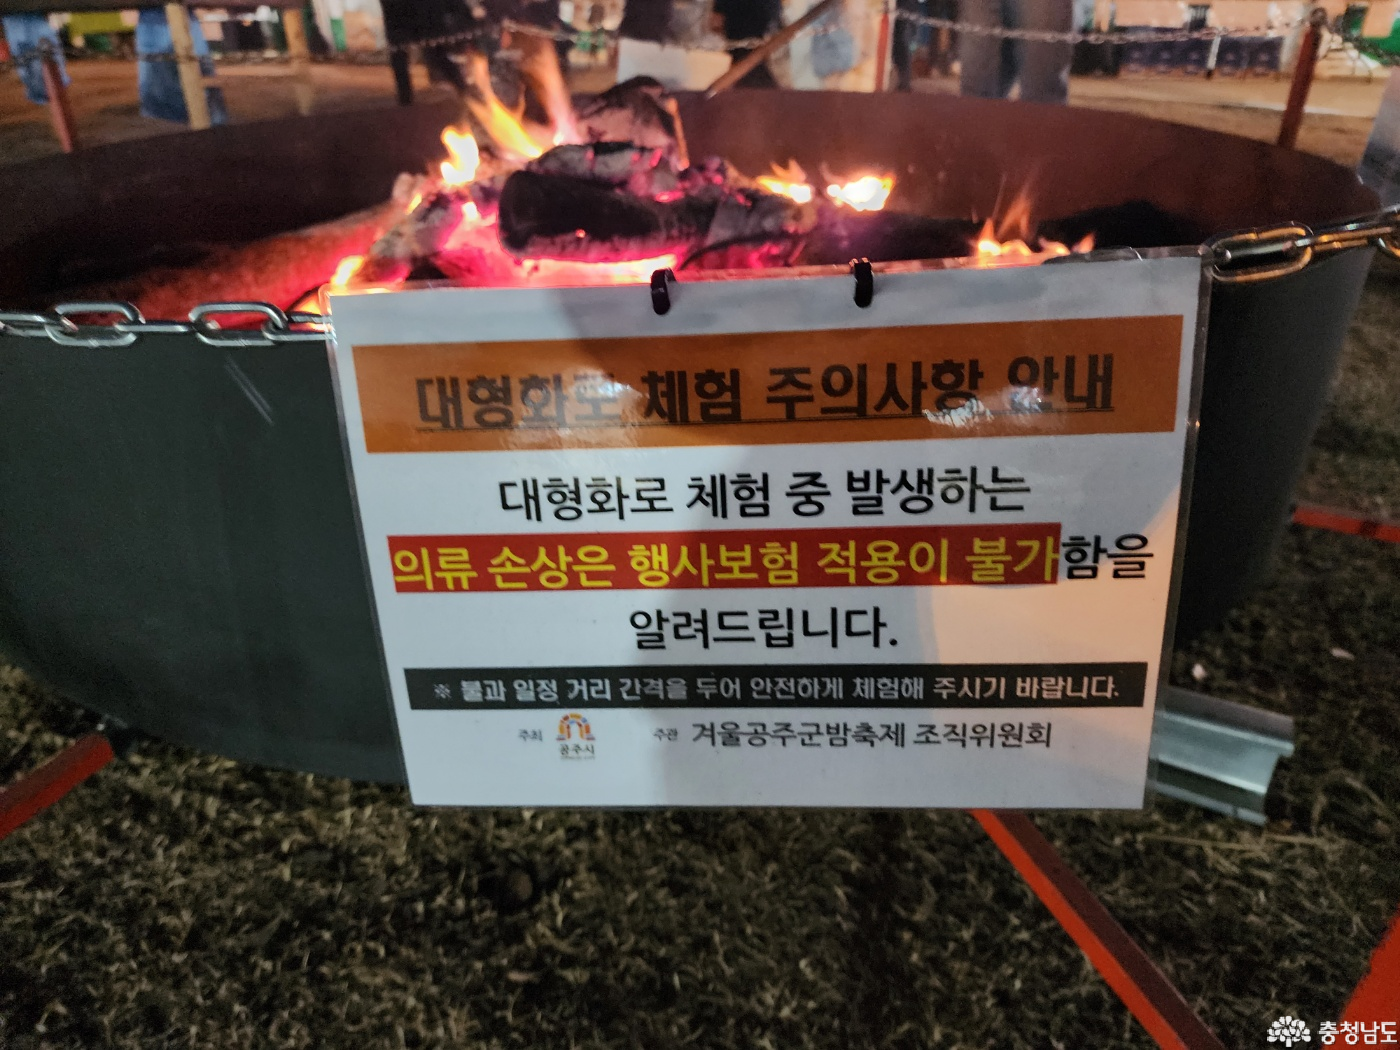 대형화로 체험 주의사항 안내
대형화로 체험 중 발생하는
의류 손상은 행사보험 적용이 불가함을
알려드립니다.
※ 불과 일정 거리 간격을 두어 안전하게 체험해 주시기 바랍니다.
주최 공주시 주관 겨울공주군밤축제 조직위원회
충청남도